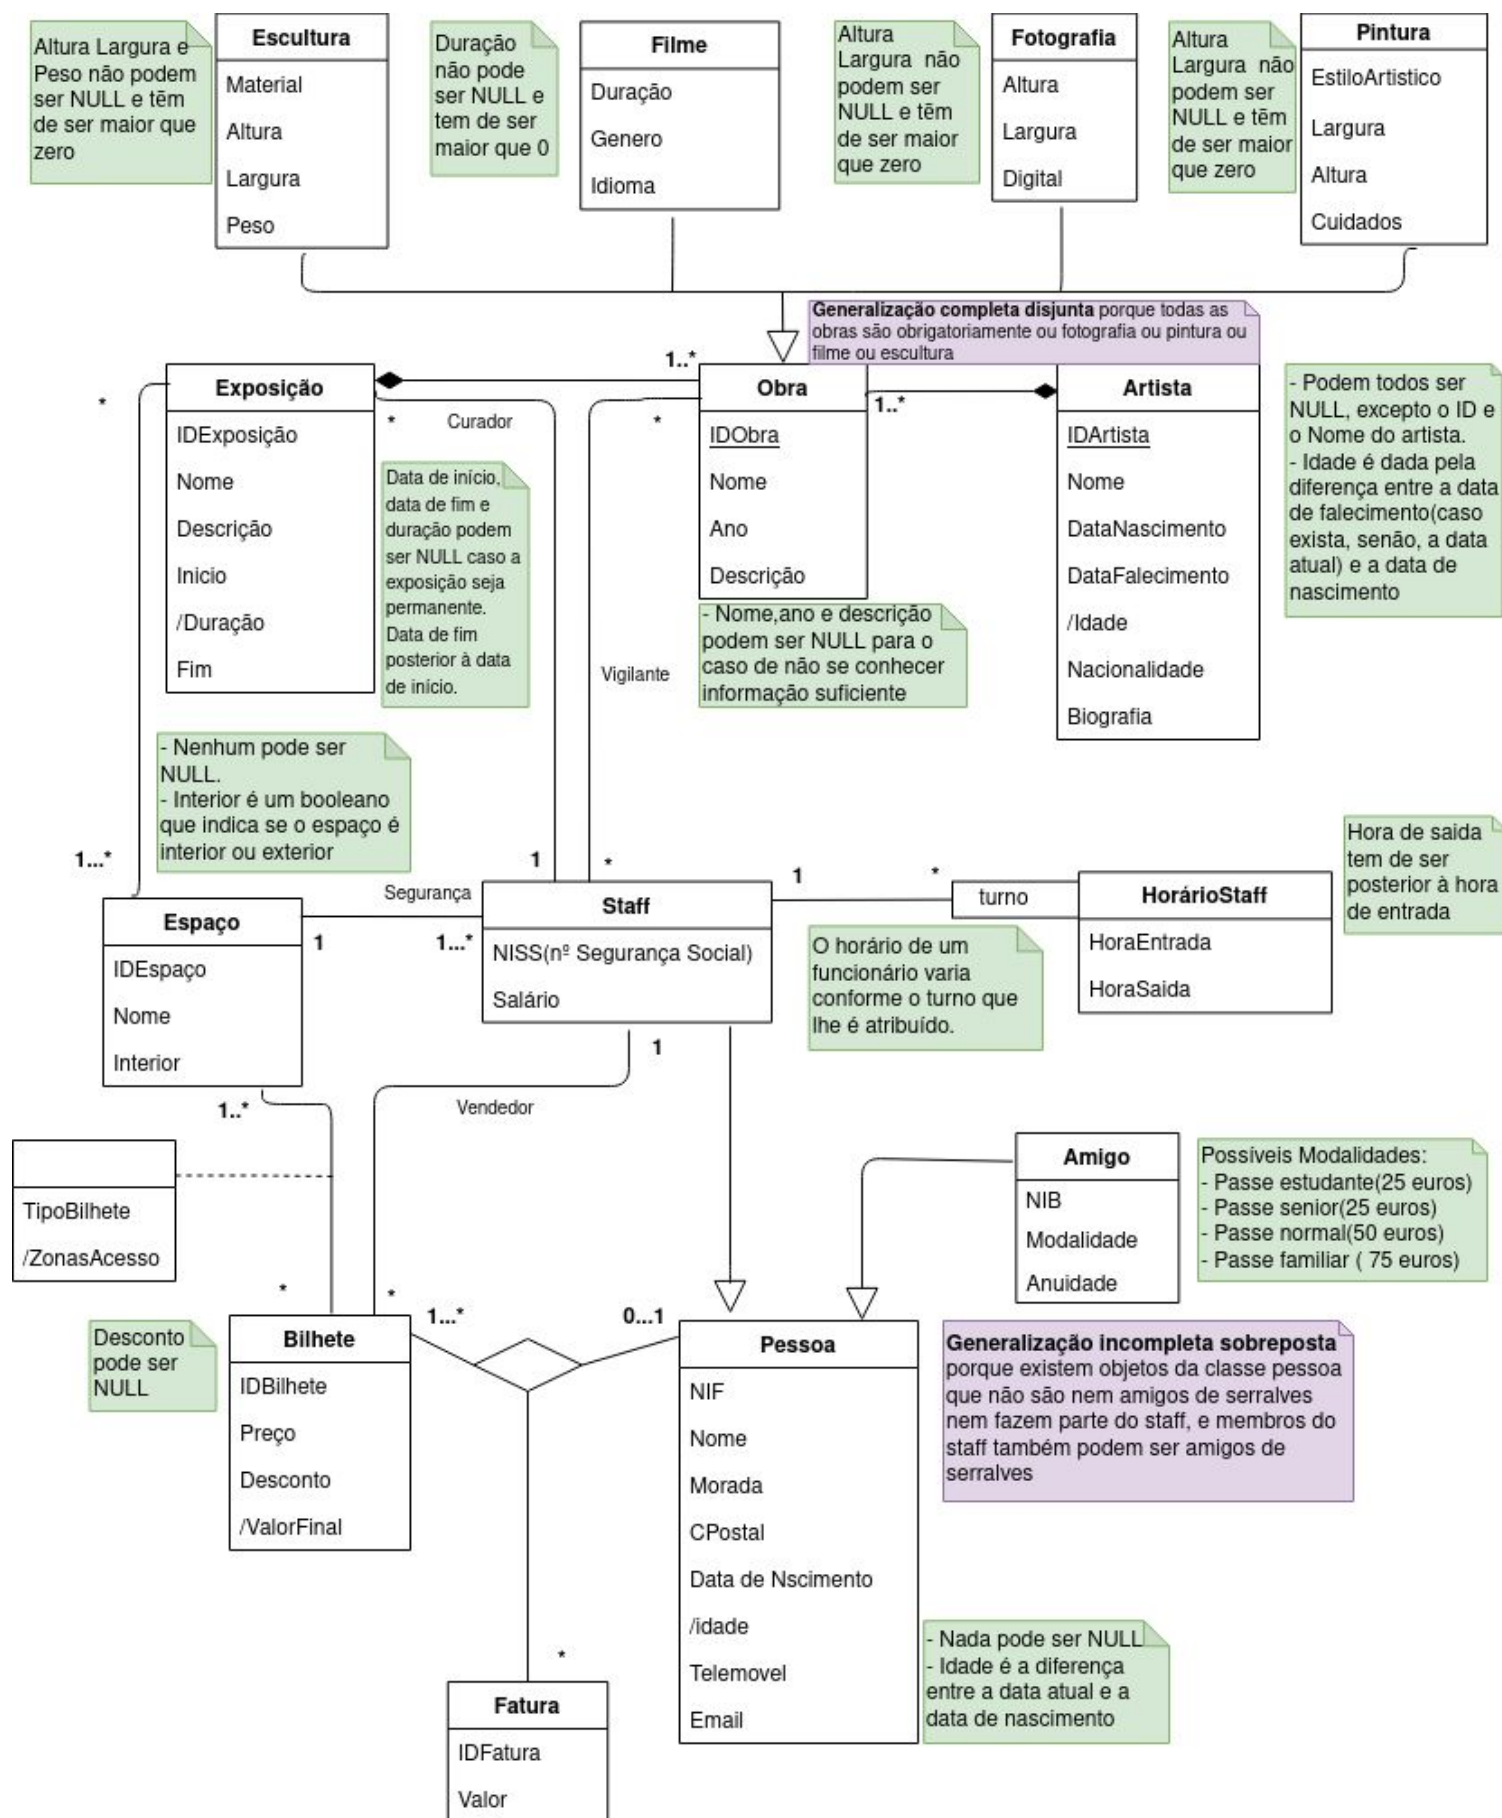 Altura Largura e
Peso não podem
ser NULL e têm
de ser maior que
zero
Escultura
Material
Altura
Largura
Peso
Duração
não pode
ser NULL e
tem de ser
maior que 0
Filme
Duração
Genero
Idioma
Altura
Largura não
podem ser
NULL e têm
de ser maior
que zero
Fotografia
Altura
Largura
Digital
Altura
Largura não
podem ser
NULL e têm
de ser maior
que zero
Pintura
EstiloArtistico
Largura
Altura
Cuidados
Generalização completa disjunta porque todas as
obras são obrigatoriamente ou fotografia ou pintura ou
filme ou escultura
*
Exposição
IDExposição
Nome
Descrição
Inicio
/Duração
Fim
1..*
*
Curador
*
Data de início,
data de fim e
duração podem
ser NULL caso a
exposição seja
permanente.
Data de fim
posterior à data
de início.
Obra
IDObra
Nome
Ano
Descrição
1..*
Artista
IDArtista
Nome
DataNascimento
DataFalecimento
/Idade
Nacionalidade
Biografia
- Podem todos ser
NULL, excepto o ID e
o Nome do artista.
- Idade é dada pela
diferença entre a data
de falecimento(caso
exista, senão, a data
atual) e a data de
nascimento
- Nome,ano e descrição
podem ser NULL para o
caso de não se conhecer
informação suficiente
Vigilante
- Nenhum pode ser
NULL.
- Interior é um booleano
que indica se o espaço é
interior ou exterior
1...*
1
*
Segurança
1
1...*
Espaço
IDEspaço
Nome
Interior
Staff
NISS(nº Segurança Social)
Salário
1
*
turno
HorárioStaff
HoraEntrada
HoraSaida
Hora de saida
tem de ser
posterior à hora
de entrada
O horário de um
funcionário varia
conforme o turno que
lhe é atribuído.
1
Vendedor
1..*
TipoBilhete
/ZonasAcesso
*
*
Amigo
NIB
Modalidade
Anuidade
Possíveis Modalidades:
- Passe estudante(25 euros)
- Passe senior(25 euros)
- Passe normal(50 euros)
- Passe familiar ( 75 euros)
Desconto
pode ser
NULL
Bilhete
IDBilhete
Preço
Desconto
/ValorFinal
1...*
0...1
Pessoa
NIF
Nome
Morada
CPostal
Data de Nscimento
/idade
Telemovel
Email
Generalização incompleta sobreposta
porque existem objetos da classe pessoa
que não são nem amigos de serralves
nem fazem parte do staff, e membros do
staff também podem ser amigos de
serralves
- Nada pode ser NULL
- Idade é a diferença
entre a data atual e a
data de nascimento
*
Fatura
IDFatura
Valor